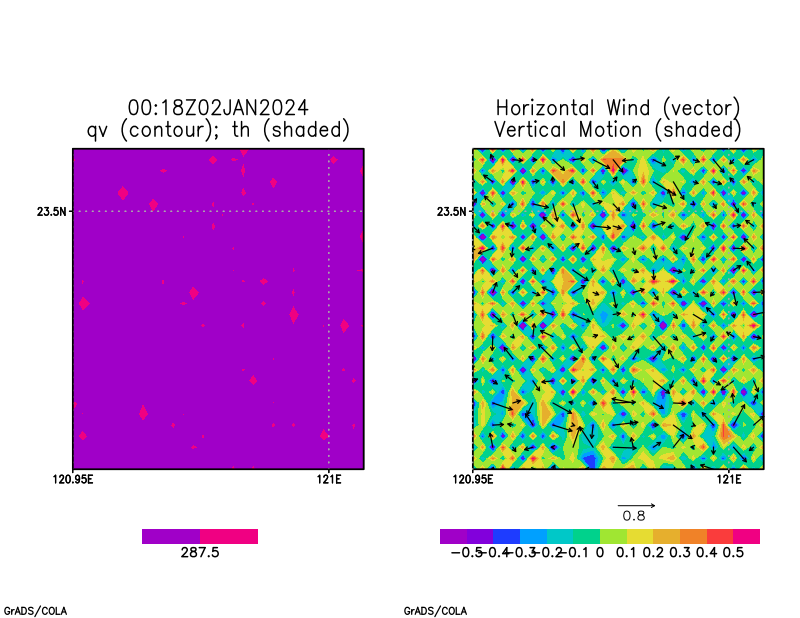 00:18Z02JAN2024
qv (contour); th (shaded)
23.5N
120.95E
121E
287.5
GrADS/COLA
Horizontal Wind (vector)
Vertical Motion (shaded)
23.5N
120.95E
121E
0.8
-0.5 -0.4 -0.3 -0.2 -0.1 0 0.1 0.2 0.3 0.4 0.5
GrADS/COLA